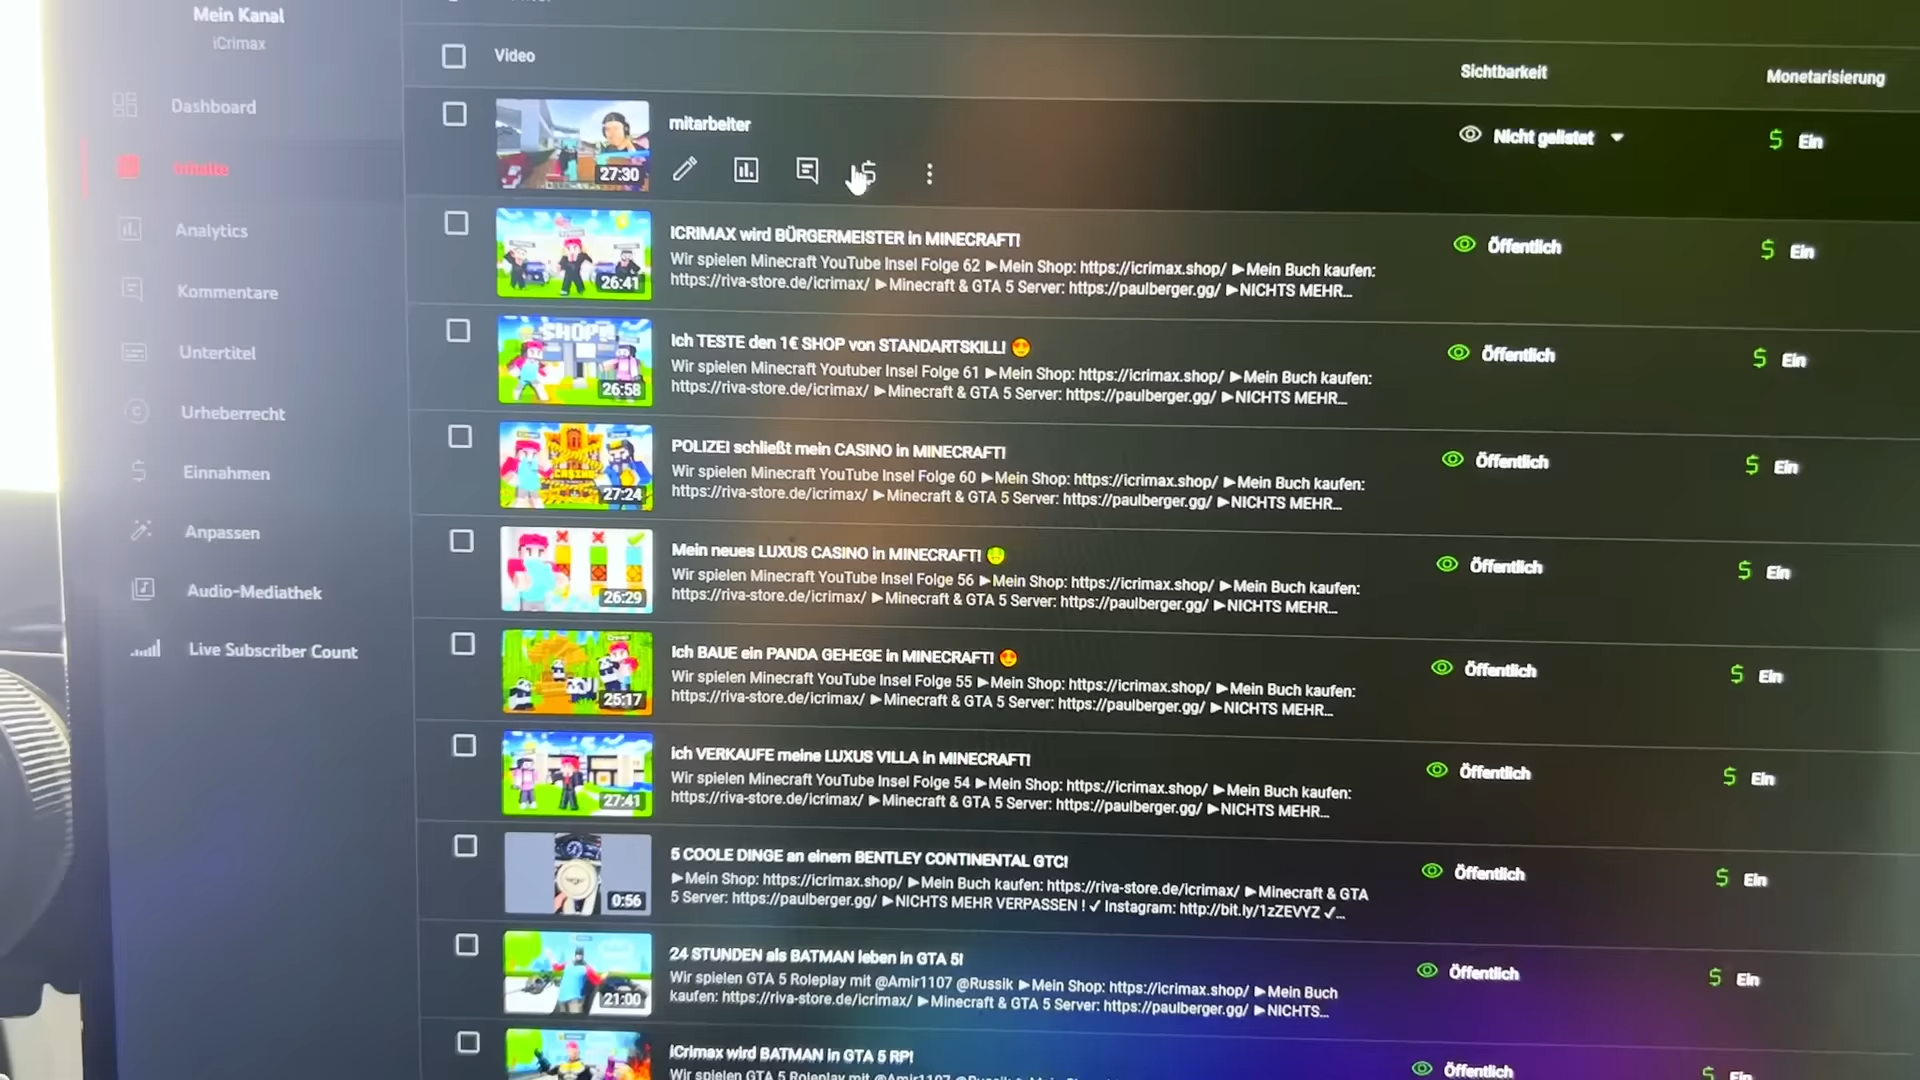 Mein Kanal
iCrimax
Dashboard
Inhalte
Analytics
Kommentare
Untertitel
Urheberrecht
Einnahmen
Anpassen
Audio-Mediathek
Live Subscriber Count
Video
Sichtbarkeit
Monetarisierung
mitarbeiter
27:30
Nicht gelistet
Ein
ICRIMAX wird BÜRGERMEISTER in MINECRAFT!
Wir spielen Minecraft YouTube Insel Folge 62 ►Mein Shop: https://icrimax.shop/ ►Mein Buch kaufen:
https://riva-store.de/icrimax/ ►Minecraft & GTA 5 Server: https://paulberger.gg/ ►NICHTS MEHR...
26:41
Öffentlich
Ein
Ich TESTE den 1€ SHOP von STANDARTSKILL! 😍
Wir spielen Minecraft Youtuber Insel Folge 61 ►Mein Shop: https://icrimax.shop/ ►Mein Buch kaufen:
https://riva-store.de/icrimax/ ►Minecraft & GTA 5 Server: https://paulberger.gg/ ►NICHTS MEHR...
SHOP!
26:58
Öffentlich
Ein
POLIZEI schließt mein CASINO in MINECRAFT!
Wir spielen Minecraft YouTube Insel Folge 60 ►Mein Shop: https://icrimax.shop/ ►Mein Buch kaufen:
https://riva-store.de/icrimax/ ►Minecraft & GTA 5 Server: https://paulberger.gg/ ►NICHTS MEHR...
CASINO
27:24
Öffentlich
Ein
Mein neues LUXUS CASINO in MINECRAFT! 🤑
Wir spielen Minecraft YouTube Insel Folge 56 ►Mein Shop: https://icrimax.shop/ ►Mein Buch kaufen:
https://riva-store.de/icrimax/ ►Minecraft & GTA 5 Server: https://paulberger.gg/ ►NICHTS MEHR...
26:29
Öffentlich
Ein
Ich BAUE ein PANDA GEHEGE in MINECRAFT! 😍
Wir spielen Minecraft YouTube Insel Folge 55 ►Mein Shop: https://icrimax.shop/ ►Mein Buch kaufen:
https://riva-store.de/icrimax/ ►Minecraft & GTA 5 Server: https://paulberger.gg/ ►NICHTS MEHR...
25:17
Öffentlich
Ein
Ich VERKAUFE meine LUXUS VILLA in MINECRAFT!
Wir spielen Minecraft YouTube Insel Folge 54 ►Mein Shop: https://icrimax.shop/ ►Mein Buch kaufen:
https://riva-store.de/icrimax/ ►Minecraft & GTA 5 Server: https://paulberger.gg/ ►NICHTS MEHR...
27:41
Öffentlich
Ein
5 COOLE DINGE an einem BENTLEY CONTINENTAL GTC!
►Mein Shop: https://icrimax.shop/ ►Mein Buch kaufen: https://riva-store.de/icrimax/ ►Minecraft & GTA
5 Server: https://paulberger.gg/ ►NICHTS MEHR VERPASSEN ! ✓ Instagram: http://bit.ly/1zZEVYZ ✓...
0:56
Öffentlich
Ein
24 STUNDEN als BATMAN leben in GTA 5!
Wir spielen GTA 5 Roleplay mit @Amir1107 @Russik ►Mein Shop: https://icrimax.shop/ ►Mein Buch
kaufen: https://riva-store.de/icrimax/ ►Minecraft & GTA 5 Server: https://paulberger.gg/ ►NICHTS...
21:00
Öffentlich
Ein
iCrimax wird BATMAN in GTA 5 RP!
Wir spielen GTA 5 Roleplay mit @Amir1107 @Russik
Öffentlich
Ein